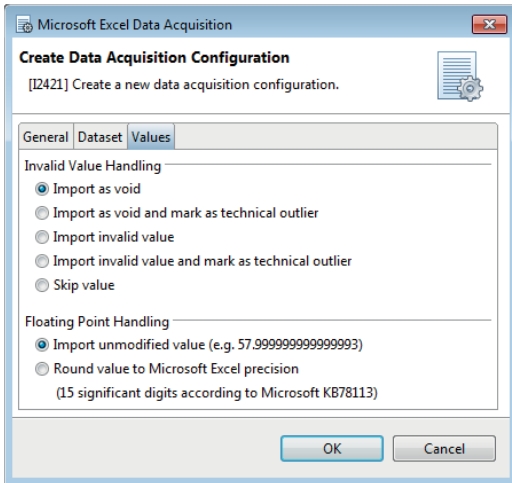 Microsoft Excel Data Acquisition
Create Data Acquisition Configuration
[I2421] Create a new data acquisition configuration.
General Dataset Values
Invalid Value Handling
Import as void
Import as void and mark as technical outlier
Import invalid value
Import invalid value and mark as technical outlier
Skip value
Floating Point Handling
Import unmodified value (e.g. 57.999999999999993)
Round value to Microsoft Excel precision
(15 significant digits according to Microsoft KB78113)
OK Cancel